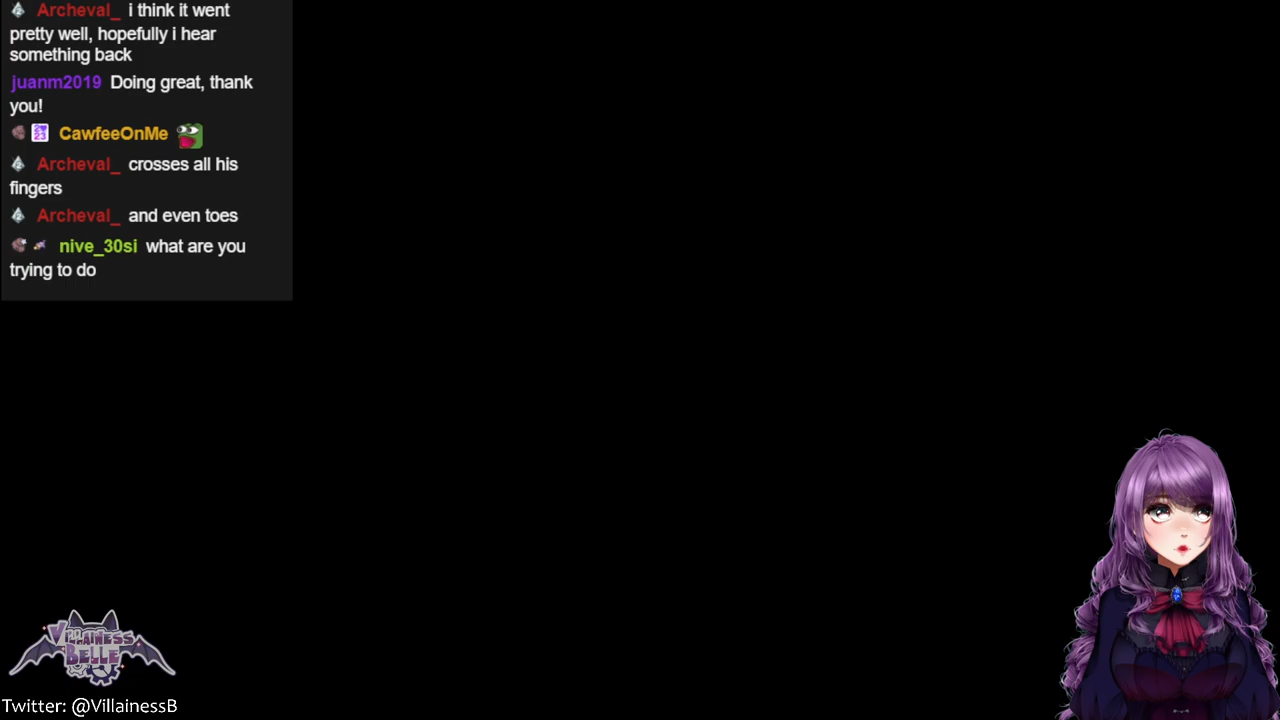 Archeval_ i think it went
pretty well, hopefully i hear
something back
juanm2019 Doing great, thank
you!
CawfeeOnMe
Archeval_ crosses all his
fingers
Archeval_ and even toes
nive_30si what are you
trying to do
VILLAINESS
BELLE
Twitter: @VillainessB